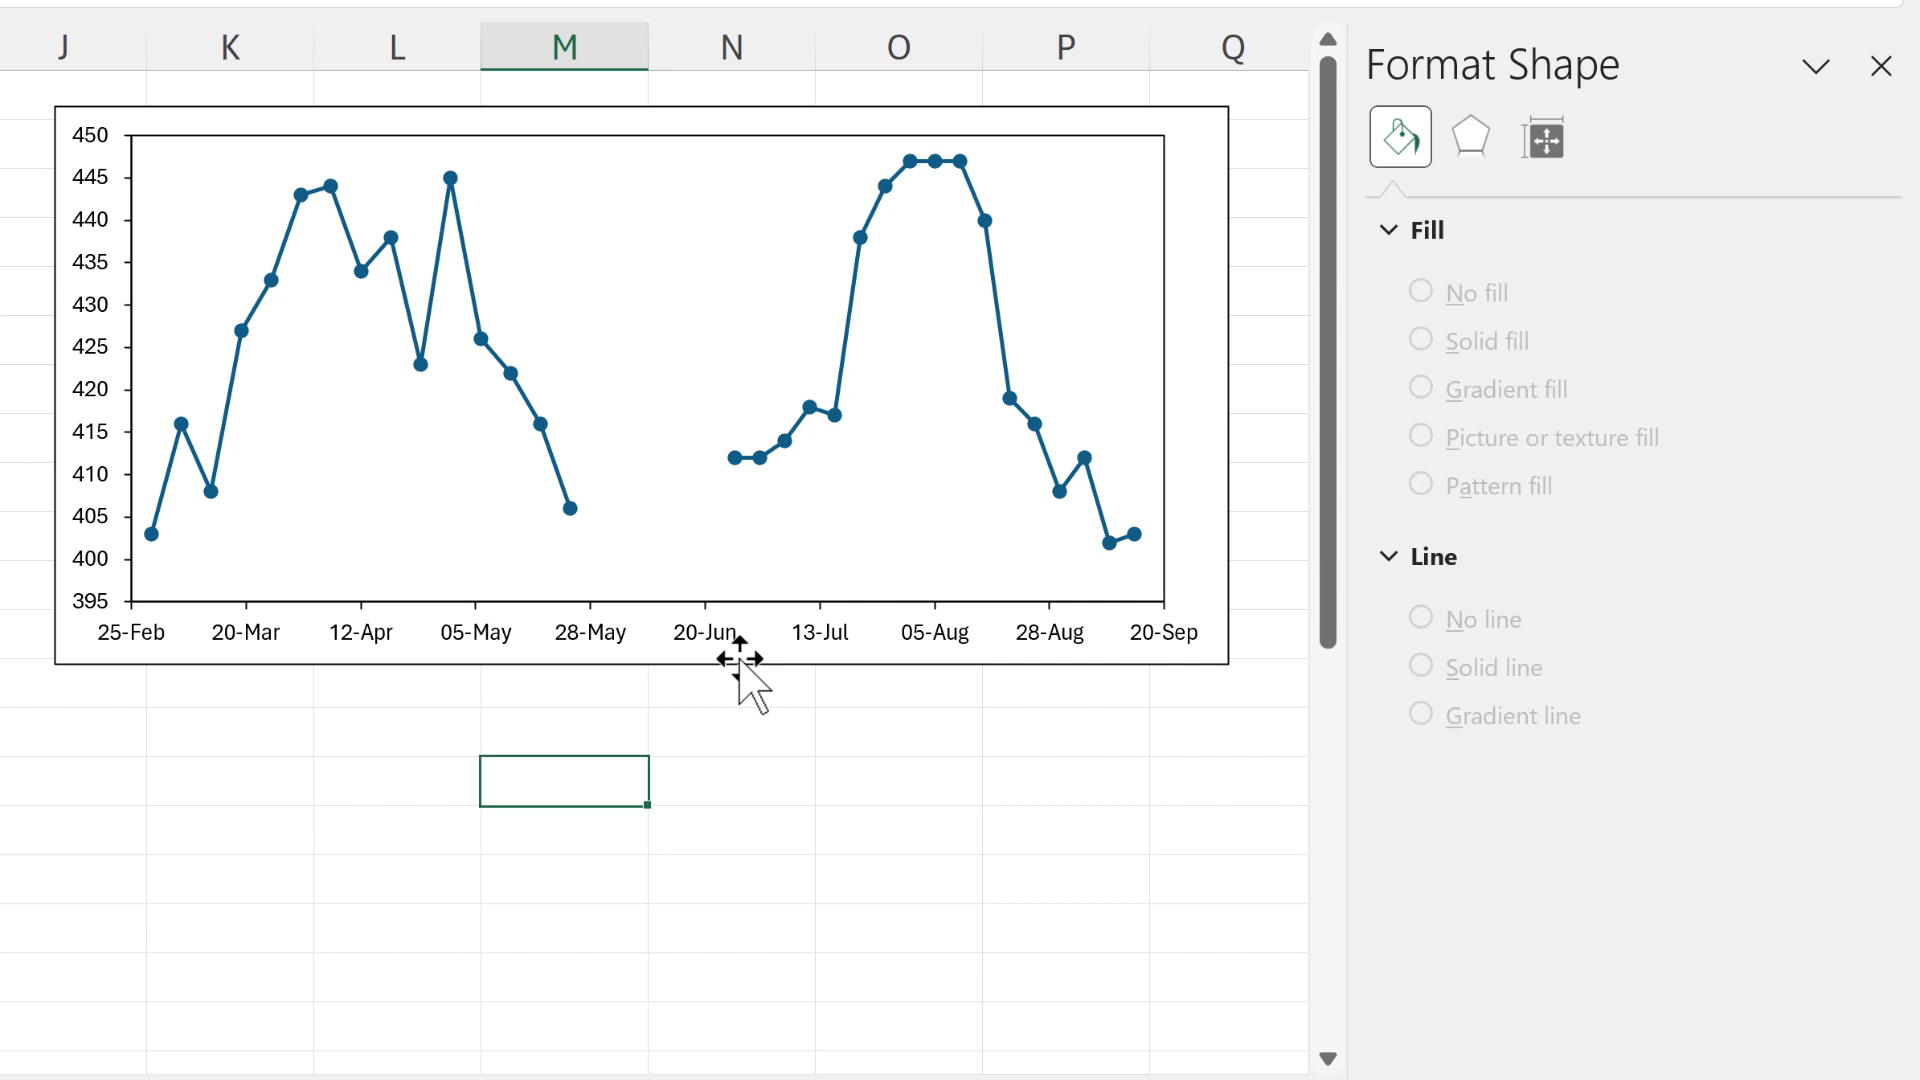 J K L M N O P Q
450
445
440
435
430
425
420
415
410
405
400
395
25-Feb 20-Mar 12-Apr 05-May 28-May 20-Jun 13-Jul 05-Aug 28-Aug 20-Sep
Format Shape
Fill
No fill
Solid fill
Gradient fill
Picture or texture fill
Pattern fill
Line
No line
Solid line
Gradient line